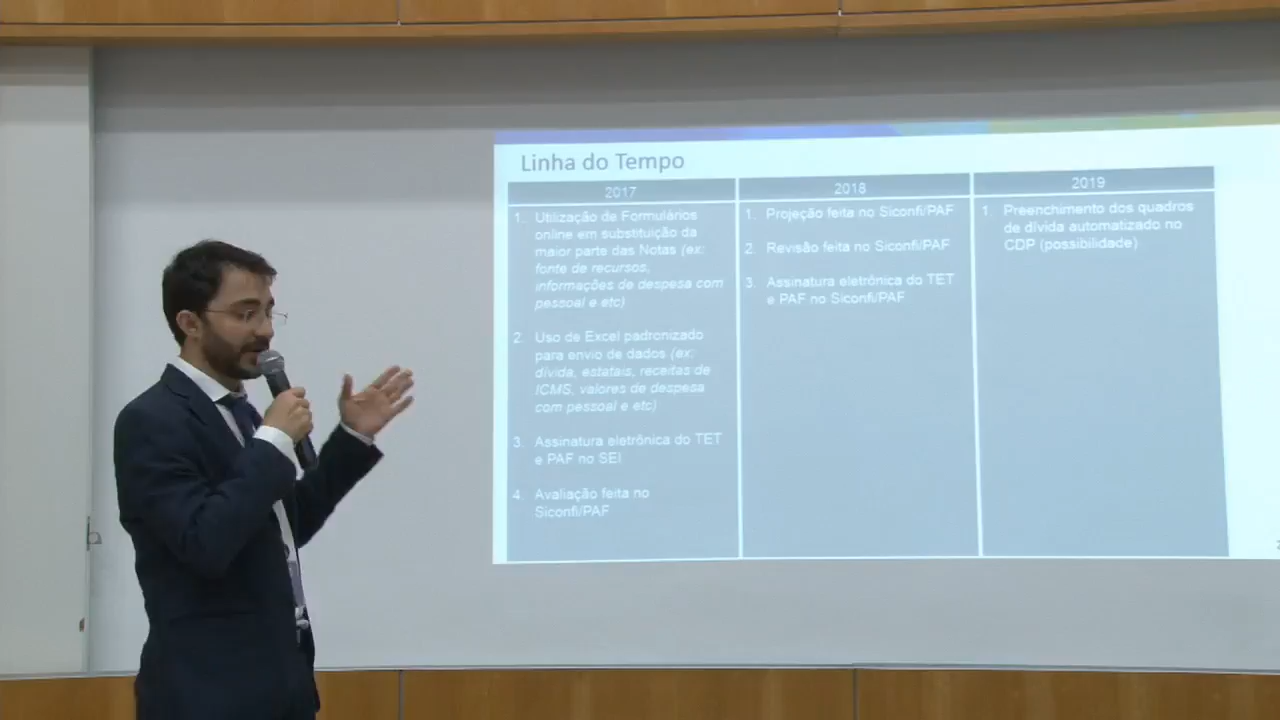 Linha do Tempo
2017
1. Utilização de Formulários
online em substituição da
maior parte das Notas (ex:
fonte de recursos,
informações de despesa com
pessoal e etc)
2. Uso de Excel padronizado
para envio de dados (ex:
dívida, estatais, receitas de
ICMS, valores de despesa
com pessoal e etc)
3. Assinatura eletrônica do TET
e PAF no SEI
4. Avaliação feita no
Siconfi/PAF
2018
1. Projeção feita no Siconfi/PAF
2. Revisão feita no Siconfi/PAF
3. Assinatura eletrônica do TET
e PAF no Siconfi/PAF
2019
1. Preenchimento dos quadros
de dívida automatizado no
CDP (possibilidade)